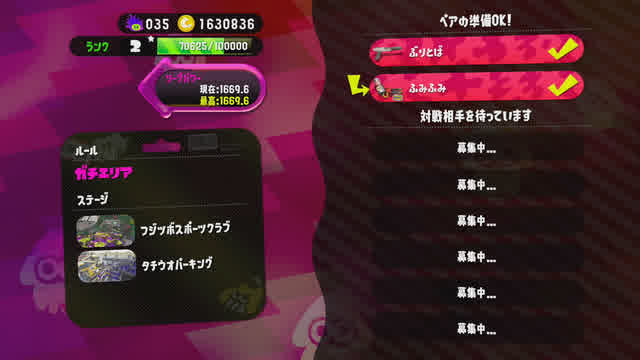 035 1630836
ランク 2 70625/100000
リーグパワー
現在:1669.6
最高:1669.6
ルール
ガチエリア
ステージ
フジツボスポーツクラブ
タチウオパーキング
ペアの準備OK!
ぷりとば
ふみふみ
対戦相手を待っています
募集中...
募集中...
募集中...
募集中...
募集中...
募集中...